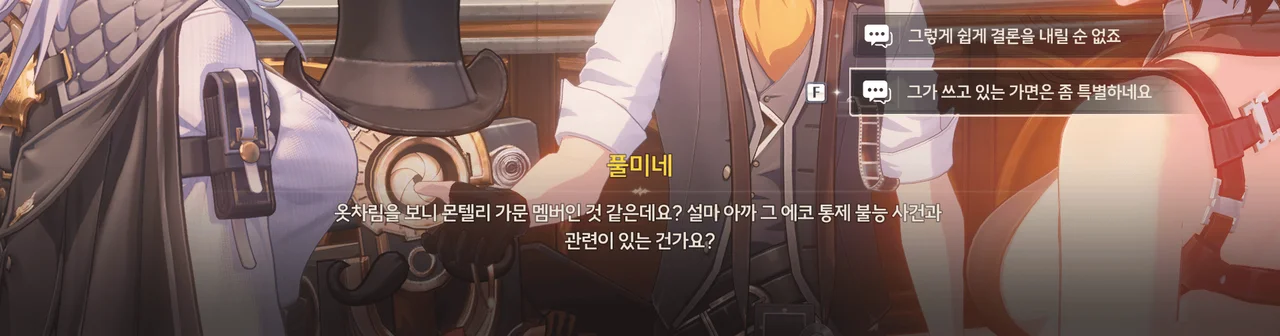 그렇게 쉽게 결론을 내릴 순 없죠
F
그가 쓰고 있는 가면은 좀 특별하네요
풀미네
옷차림을 보니 몬텔리 가문 멤버인 것 같은데요? 설마 아까 그 에코 통제 불능 사건과
관련이 있는 건가요?